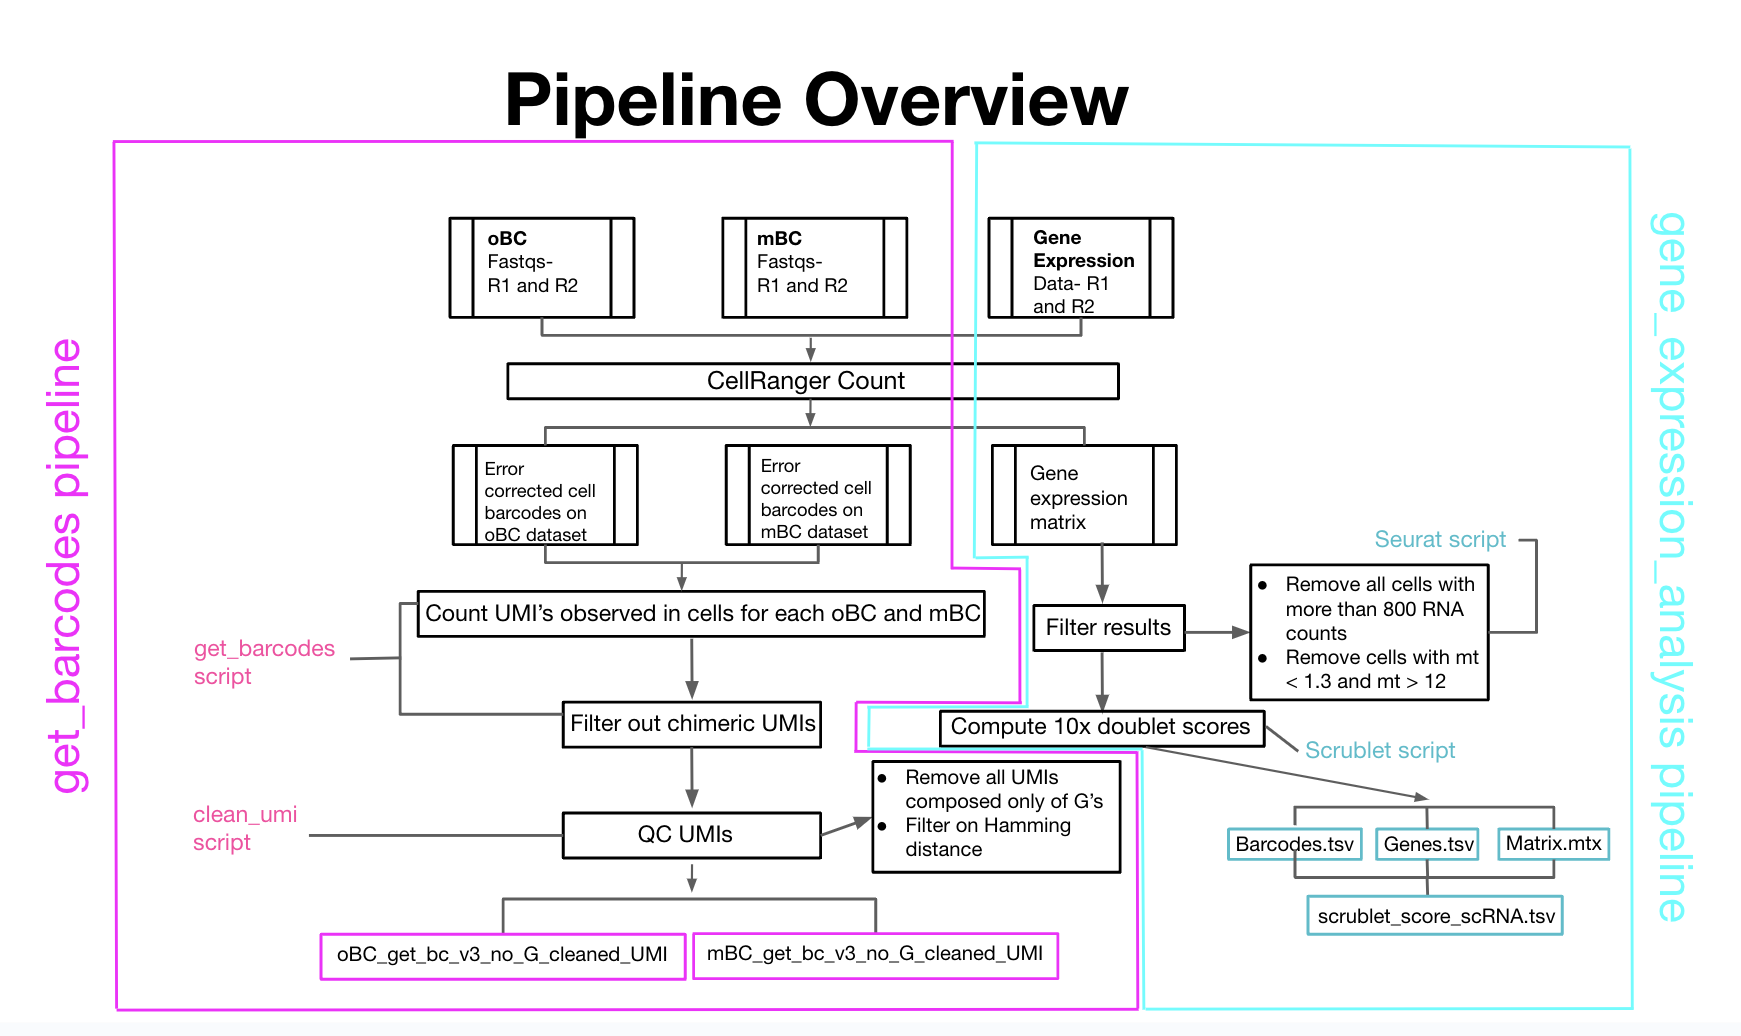 Pipeline Overview
get_barcodes pipeline
gene_expression_analysis pipeline
oBC
Fastqs-
R1 and R2
mBC
Fastqs-
R1 and R2
Gene
Expression
Data- R1
and R2
CellRanger Count
Error
corrected cell
barcodes on
oBC dataset
Error
corrected cell
barcodes on
mBC dataset
Gene
expression
matrix
Seurat script
Count UMI's observed in cells for each oBC and mBC
Filter results
● Remove all cells with
more than 800 RNA
counts
● Remove cells with mt
< 1.3 and mt > 12
get_barcodes
script
Filter out chimeric UMIs
Compute 10x doublet scores
Scrublet script
clean_umi
script
QC UMIs
● Remove all UMIs
composed only of G's
● Filter on Hamming
distance
Barcodes.tsv
Genes.tsv
Matrix.mtx
scrublet_score_scRNA.tsv
oBC_get_bc_v3_no_G_cleaned_UMI
mBC_get_bc_v3_no_G_cleaned_UMI